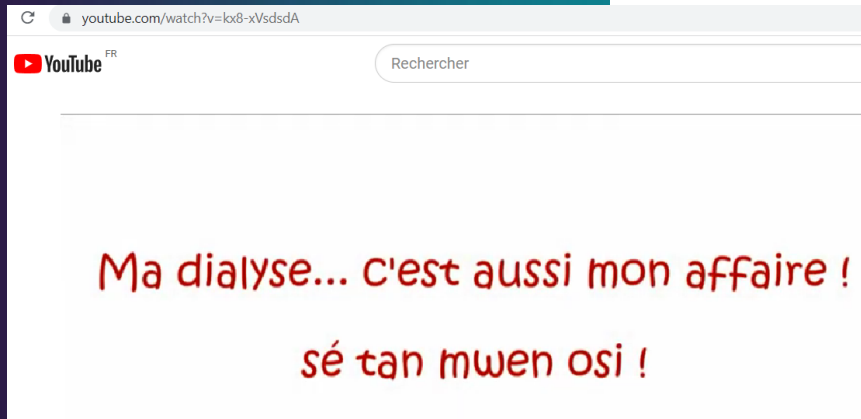 youtube.com/watch?v=kx8-xVsdsdA
YouTube FR
Rechercher
Ma dialyse... c'est aussi mon affaire !
sé tan mwen osi !